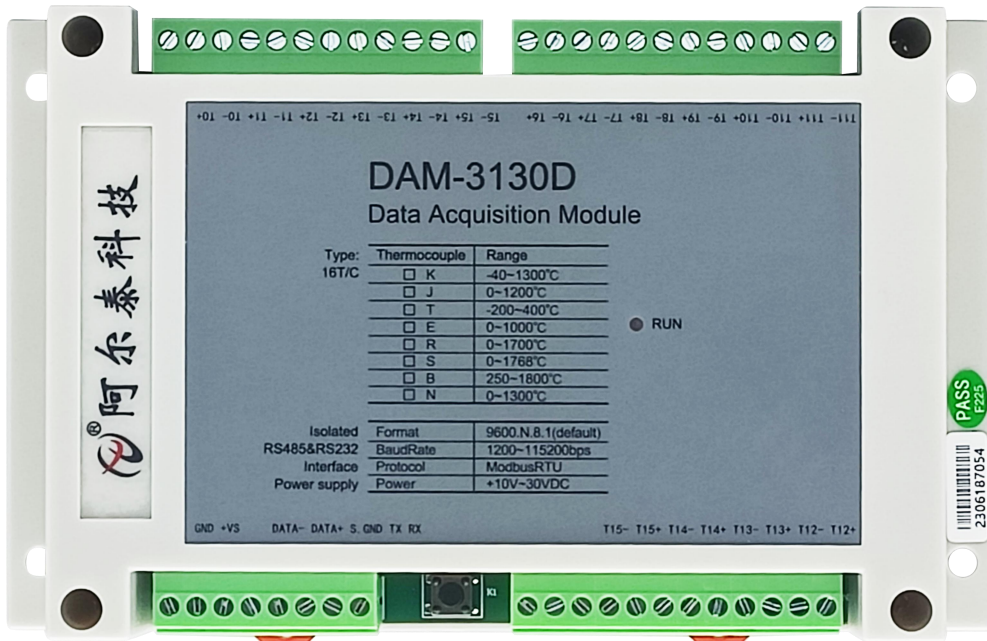 T0+ T0- T1+ T1- T2+ T2- T3+ T3- T4+ T4- T5+ T5- T6+ T6- T7+ T7- T8+ T8- T9+ T9- T10+ T10- T11+ T11-
DAM-3130D
Data Acquisition Module
Type: Thermocouple Range
16T/C □ K -40~1300℃
□ J 0~1200℃
□ T -200~400℃
□ E 0~1000℃
□ R 0~1700℃
□ S 0~1768℃
□ B 250~1800℃
□ N 0~1300℃
RUN
Isolated Format 9600.N.8.1(default)
RS485&RS232 BaudRate 1200~115200bps
Interface Protocol ModbusRTU
Power supply Power +10V~30VDC
GND +VS DATA- DATA+ S.GND TX RX T15- T15+ T14- T14+ T13- T13+ T12- T12+
K1
阿尔泰科技
®
PASS
F225
2306187054